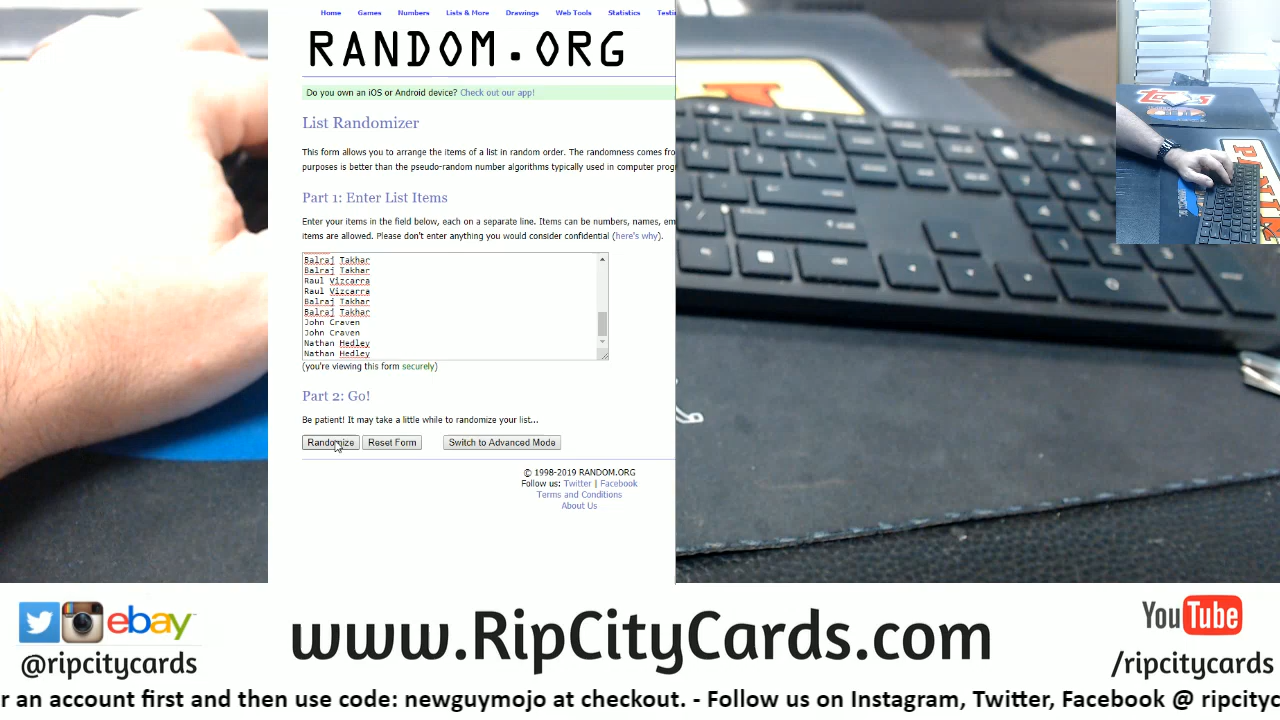 Home Games Numbers Lists & More Drawings Web Tools Statistics Testi
RANDOM.ORG
Do you own an iOS or Android device? Check out our app!
List Randomizer
This form allows you to arrange the items of a list in random order. The randomness comes fro
purposes is better than the pseudo-random number algorithms typically used in computer prog
Part 1: Enter List Items
Enter your items in the field below, each on a separate line. Items can be numbers, names, em
items are allowed. Please don't enter anything you would consider confidential (here's why).
Balraj Takhar
Balraj Takhar
Raul Vizcarra
Raul Vizcarra
Balraj Takhar
Balraj Takhar
John Craven
John Craven
Nathan Hedley
Nathan Hedley
(you're viewing this form securely)
Part 2: Go!
Be patient! It may take a little while to randomize your list...
Randomize Reset Form Switch to Advanced Mode
© 1998-2019 RANDOM.ORG
Follow us: Twitter | Facebook
Terms and Conditions
About Us
ebay
@ripcitycards
www.RipCityCards.com
YouTube
/ripcitycards
r an account first and then use code: newguymojo at checkout. - Follow us on Instagram, Twitter, Facebook @ ripcityc